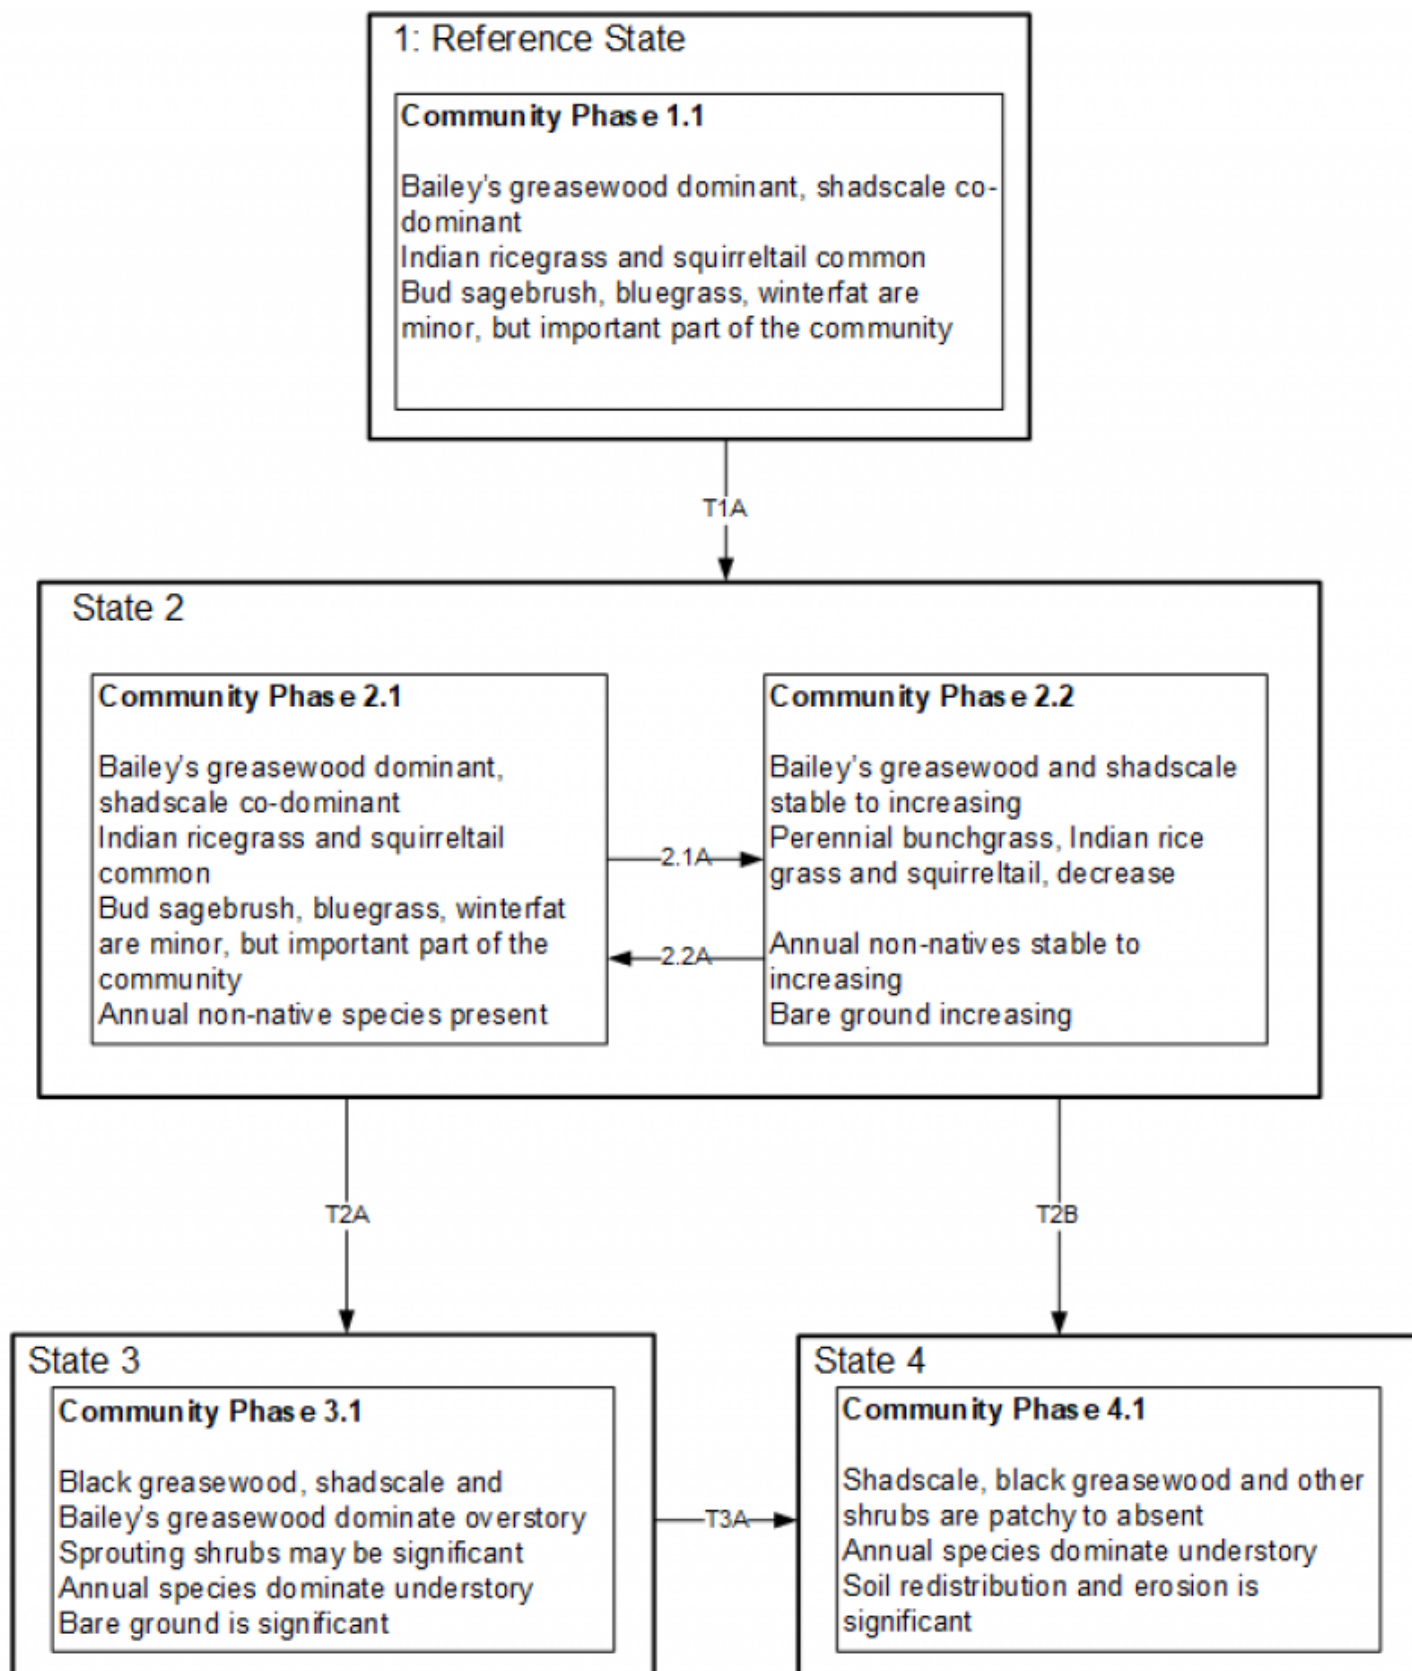 1: Reference State
Community Phase 1.1
Bailey's greasewood dominant, shadscale co-
dominant
Indian ricegrass and squirreltail common
Bud sagebrush, bluegrass, winterfat are
minor, but important part of the community
T1A
State 2
Community Phase 2.1
Bailey's greasewood dominant,
shadscale co-dominant
Indian ricegrass and squirreltail
common
Bud sagebrush, bluegrass, winterfat
are minor, but important part of the
community
Annual non-native species present
2.1A
2.2A
Community Phase 2.2
Bailey's greasewood and shadscale
stable to increasing
Perennial bunchgrass, Indian rice
grass and squirreltail, decrease
Annual non-natives stable to
increasing
Bare ground increasing
T2A
T2B
State 3
Community Phase 3.1
Black greasewood, shadscale and
Bailey's greasewood dominate overstory
Sprouting shrubs may be significant
Annual species dominate understory
Bare ground is significant
T3A
State 4
Community Phase 4.1
Shadscale, black greasewood and other
shrubs are patchy to absent
Annual species dominate understory
Soil redistribution and erosion is
significant